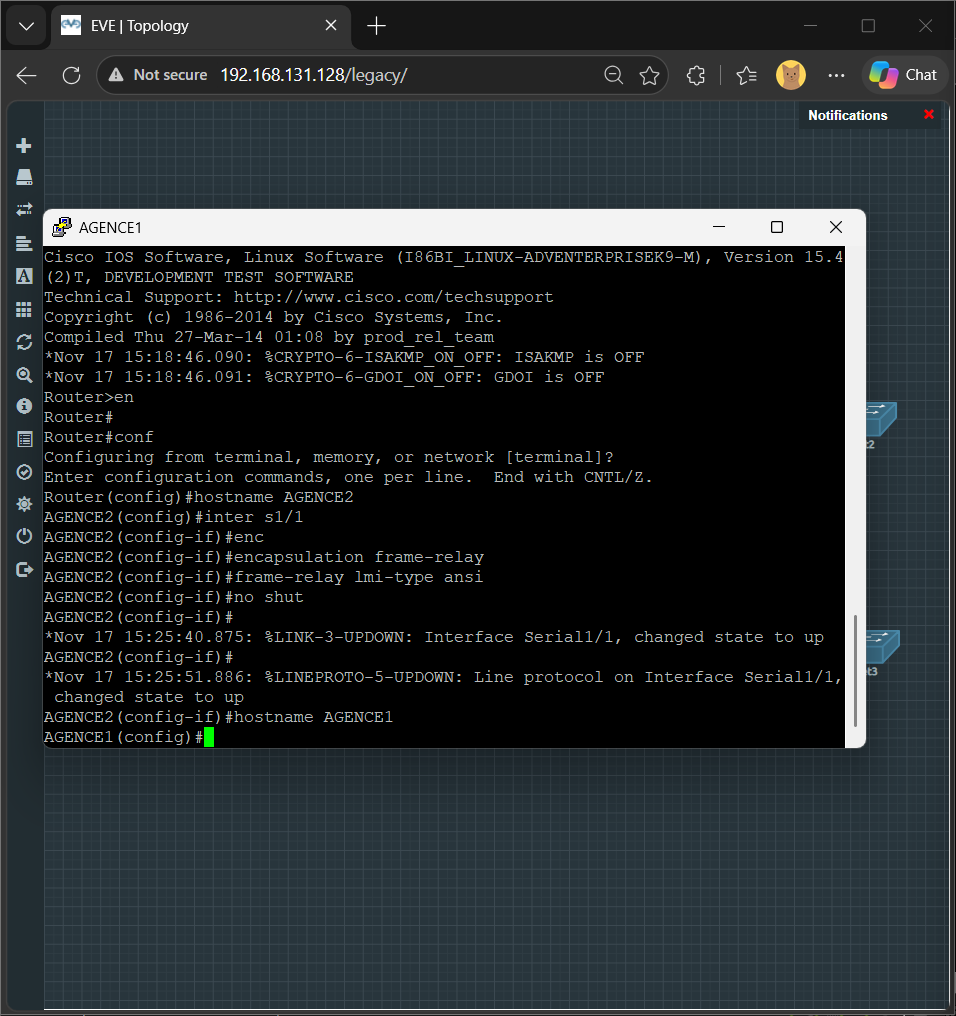 EVE | Topology
Not secure 192.168.131.128/legacy/
Chat
Notifications
AGENCE1
Cisco IOS Software, Linux Software (I86BI_LINUX-ADVENTERPRISEK9-M), Version 15.4
(2)T, DEVELOPMENT TEST SOFTWARE
Technical Support: http://www.cisco.com/techsupport
Copyright (c) 1986-2014 by Cisco Systems, Inc.
Compiled Thu 27-Mar-14 01:08 by prod_rel_team
*Nov 17 15:18:46.090: %CRYPTO-6-ISAKMP_ON_OFF: ISAKMP is OFF
*Nov 17 15:18:46.091: %CRYPTO-6-GDOI_ON_OFF: GDOI is OFF
Router>en
Router#
Router#conf
Configuring from terminal, memory, or network [terminal]?
Enter configuration commands, one per line.  End with CNTL/Z.
Router(config)#hostname AGENCE2
AGENCE2(config)#inter s1/1
AGENCE2(config-if)#enc
AGENCE2(config-if)#encapsulation frame-relay
AGENCE2(config-if)#frame-relay lmi-type ansi
AGENCE2(config-if)#no shut
AGENCE2(config-if)#
*Nov 17 15:25:40.875: %LINK-3-UPDOWN: Interface Serial1/1, changed state to up
AGENCE2(config-if)#
*Nov 17 15:25:51.886: %LINEPROTO-5-UPDOWN: Line protocol on Interface Serial1/1,
changed state to up
AGENCE2(config-if)#hostname AGENCE1
AGENCE1(config)#